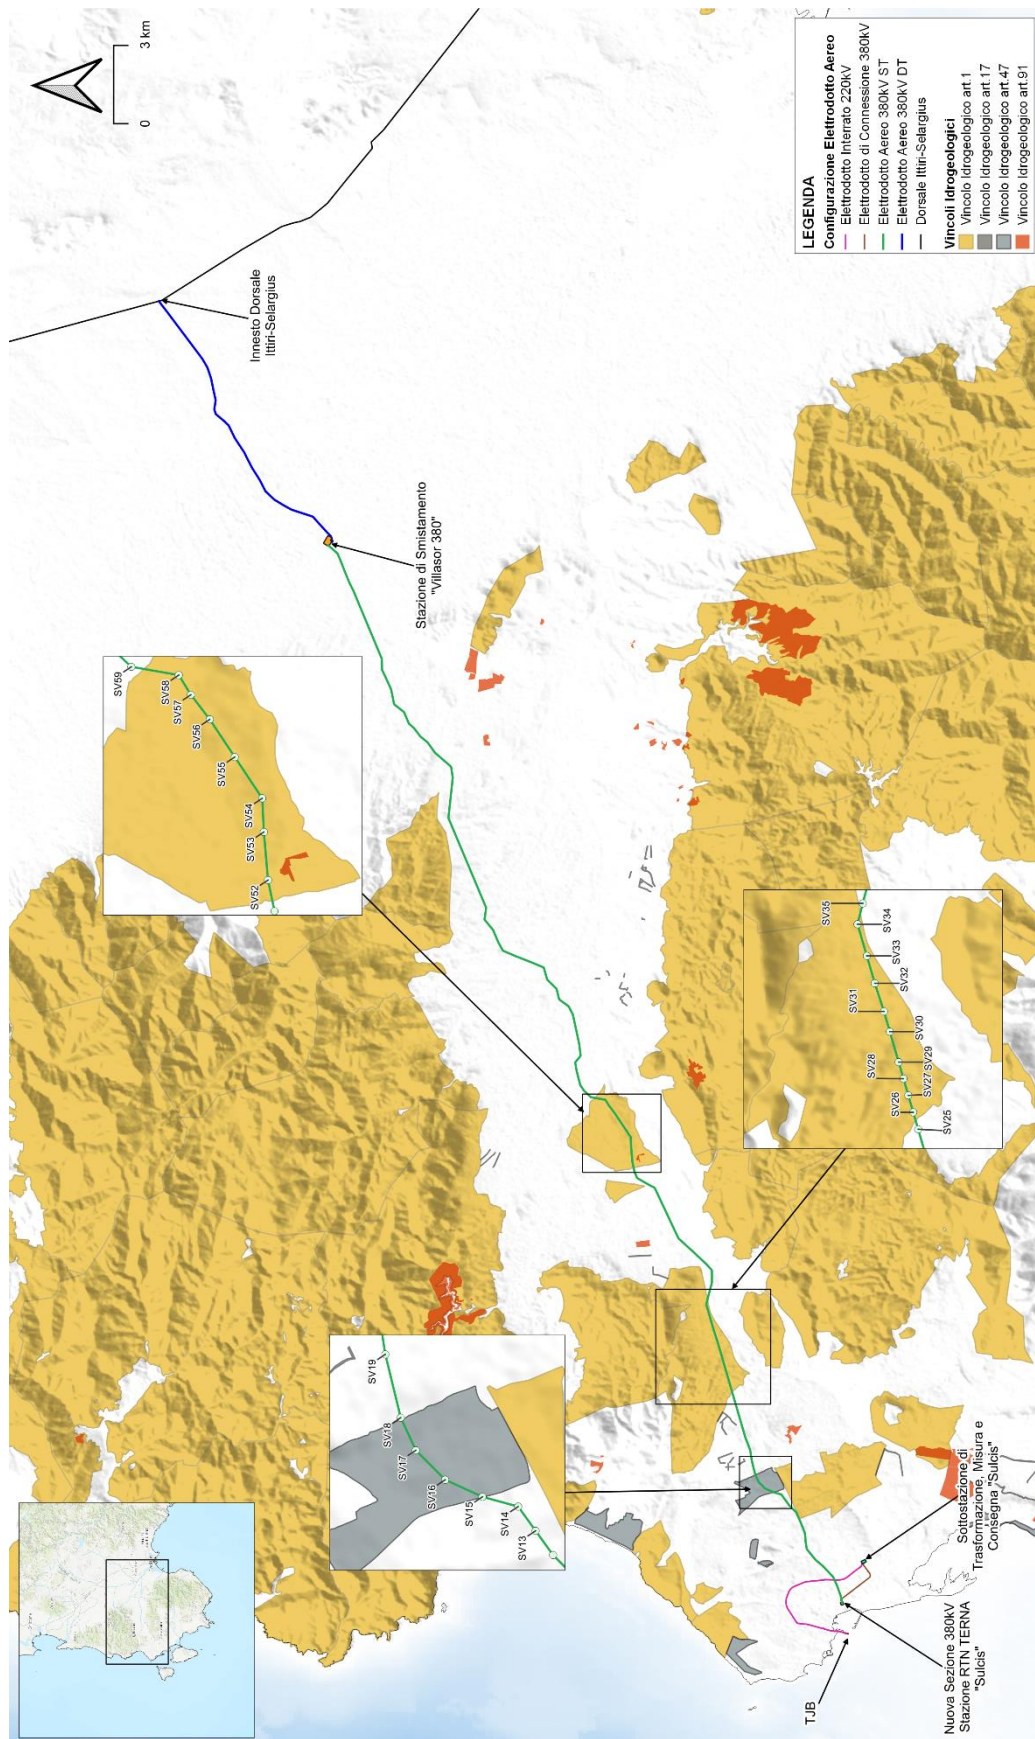 0 3 km
LEGENDA
Configurazione Elettrodotto Aereo
Elettrodotto Interrato 220kV
Elettrodotto di Connessione 380kV
Elettrodotto Aereo 380kV ST
Elettrodotto Aereo 380kV DT
Dorsale Ittiri-Selargius
Vincoli Idrogeologici
Vincolo Idrogeologico art.1
Vincolo Idrogeologico art.17
Vincolo Idrogeologico art.47
Vincolo Idrogeologico art.91
Innesto Dorsale
Ittiri-Selargius
Stazione di Smistamento
"Villasor 380"
SV52
SV53
SV54
SV55
SV56
SV57
SV58
SV59
SV13
SV14
SV15
SV16
SV17
SV18
SV19
SV25
SV26
SV27
SV28
SV29
SV30
SV31
SV32
SV33
SV34
SV35
TJB
Nuova Sezione 380kV
Stazione RTN TERNA
"Sulcis"
Sottostazione di
Trasformazione, Misura e
Consegna "Sulcis"